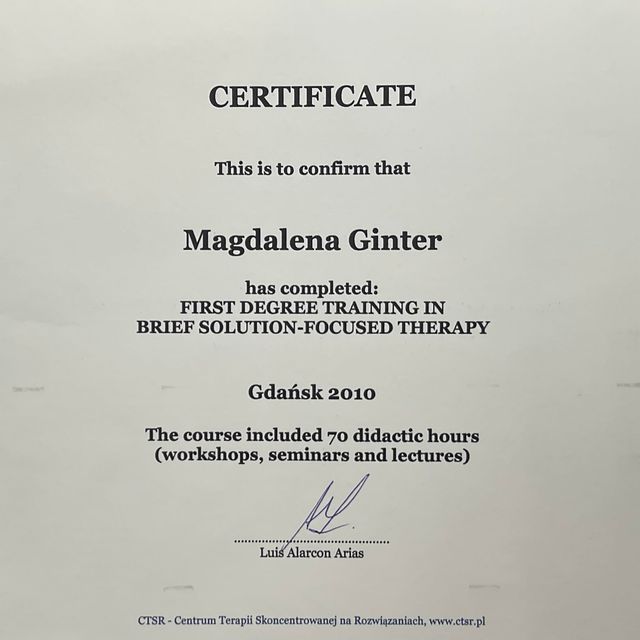 CERTIFICATE
This is to confirm that
Magdalena Ginter
has completed:
FIRST DEGREE TRAINING IN
BRIEF SOLUTION-FOCUSED THERAPY
Gdańsk 2010
The course included 70 didactic hours
(workshops, seminars and lectures)
Luis Alarcon Arias
CTSR - Centrum Terapii Skoncentrowanej na Rozwiązaniach, www.ctsr.pl